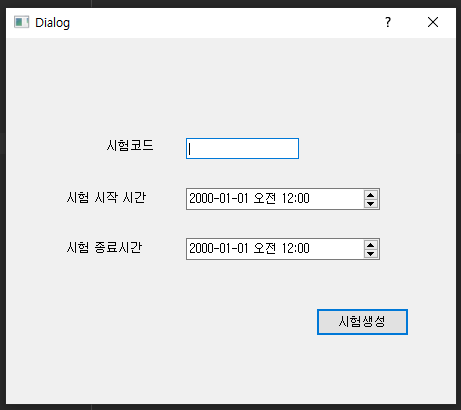 Dialog ?
시험코드
시험 시작 시간 2000-01-01 오전 12:00
시험 종료시간 2000-01-01 오전 12:00
시험생성